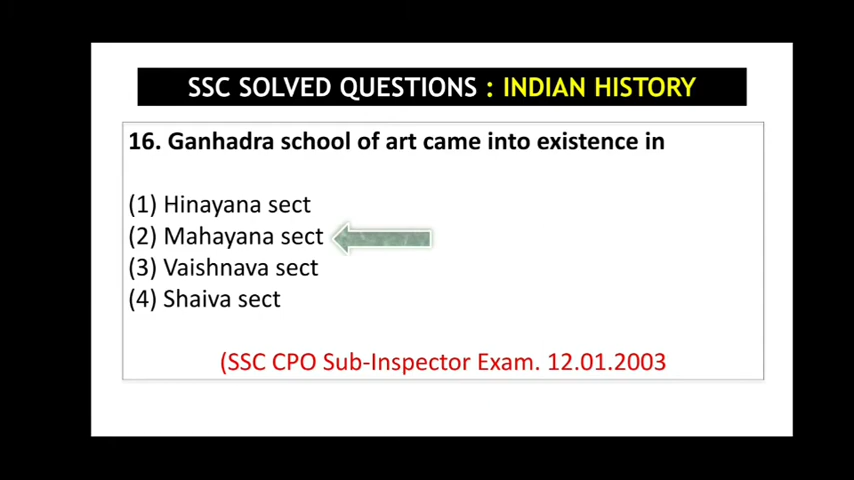 SSC SOLVED QUESTIONS : INDIAN HISTORY
16. Ganhadra school of art came into existence in
(1) Hinayana sect
(2) Mahayana sect
(3) Vaishnava sect
(4) Shaiva sect
(SSC CPO Sub-Inspector Exam. 12.01.2003